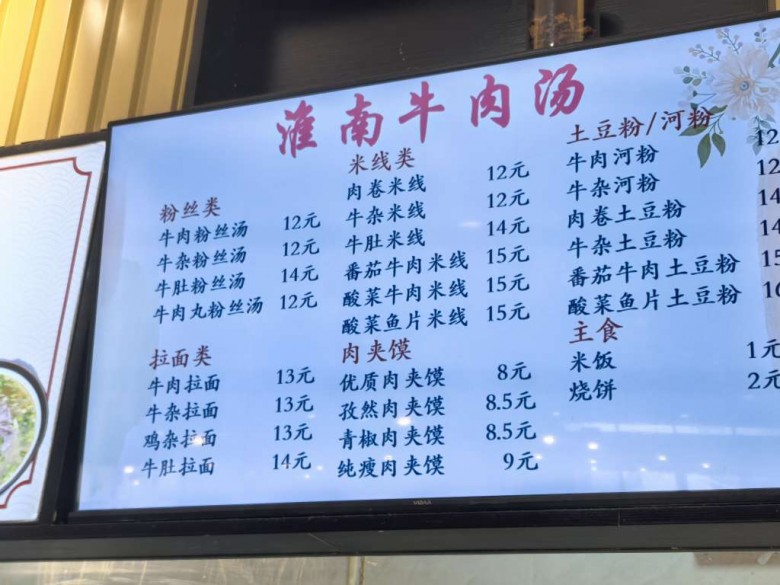 淮南牛肉汤
粉丝类
牛肉粉丝汤 12元
牛杂粉丝汤 12元
牛肚粉丝汤 14元
牛肉丸粉丝汤 12元
拉面类
牛肉拉面 13元
牛杂拉面 13元
鸡杂拉面 13元
牛肚拉面 14元
米线类
肉卷米线 12元
牛杂米线 12元
牛肚米线 14元
番茄牛肉米线 15元
酸菜牛肉米线 15元
酸菜鱼片米线 15元
肉夹馍
优质肉夹馍 8元
孜然肉夹馍 8.5元
青椒肉夹馍 8.5元
纯瘦肉夹馍 9元
土豆粉/河粉
牛肉河粉 12
牛杂河粉 12
肉卷土豆粉 14
牛杂土豆粉 14
番茄牛肉土豆粉 15
酸菜鱼片土豆粉
主食
米饭 1元
烧饼 2元